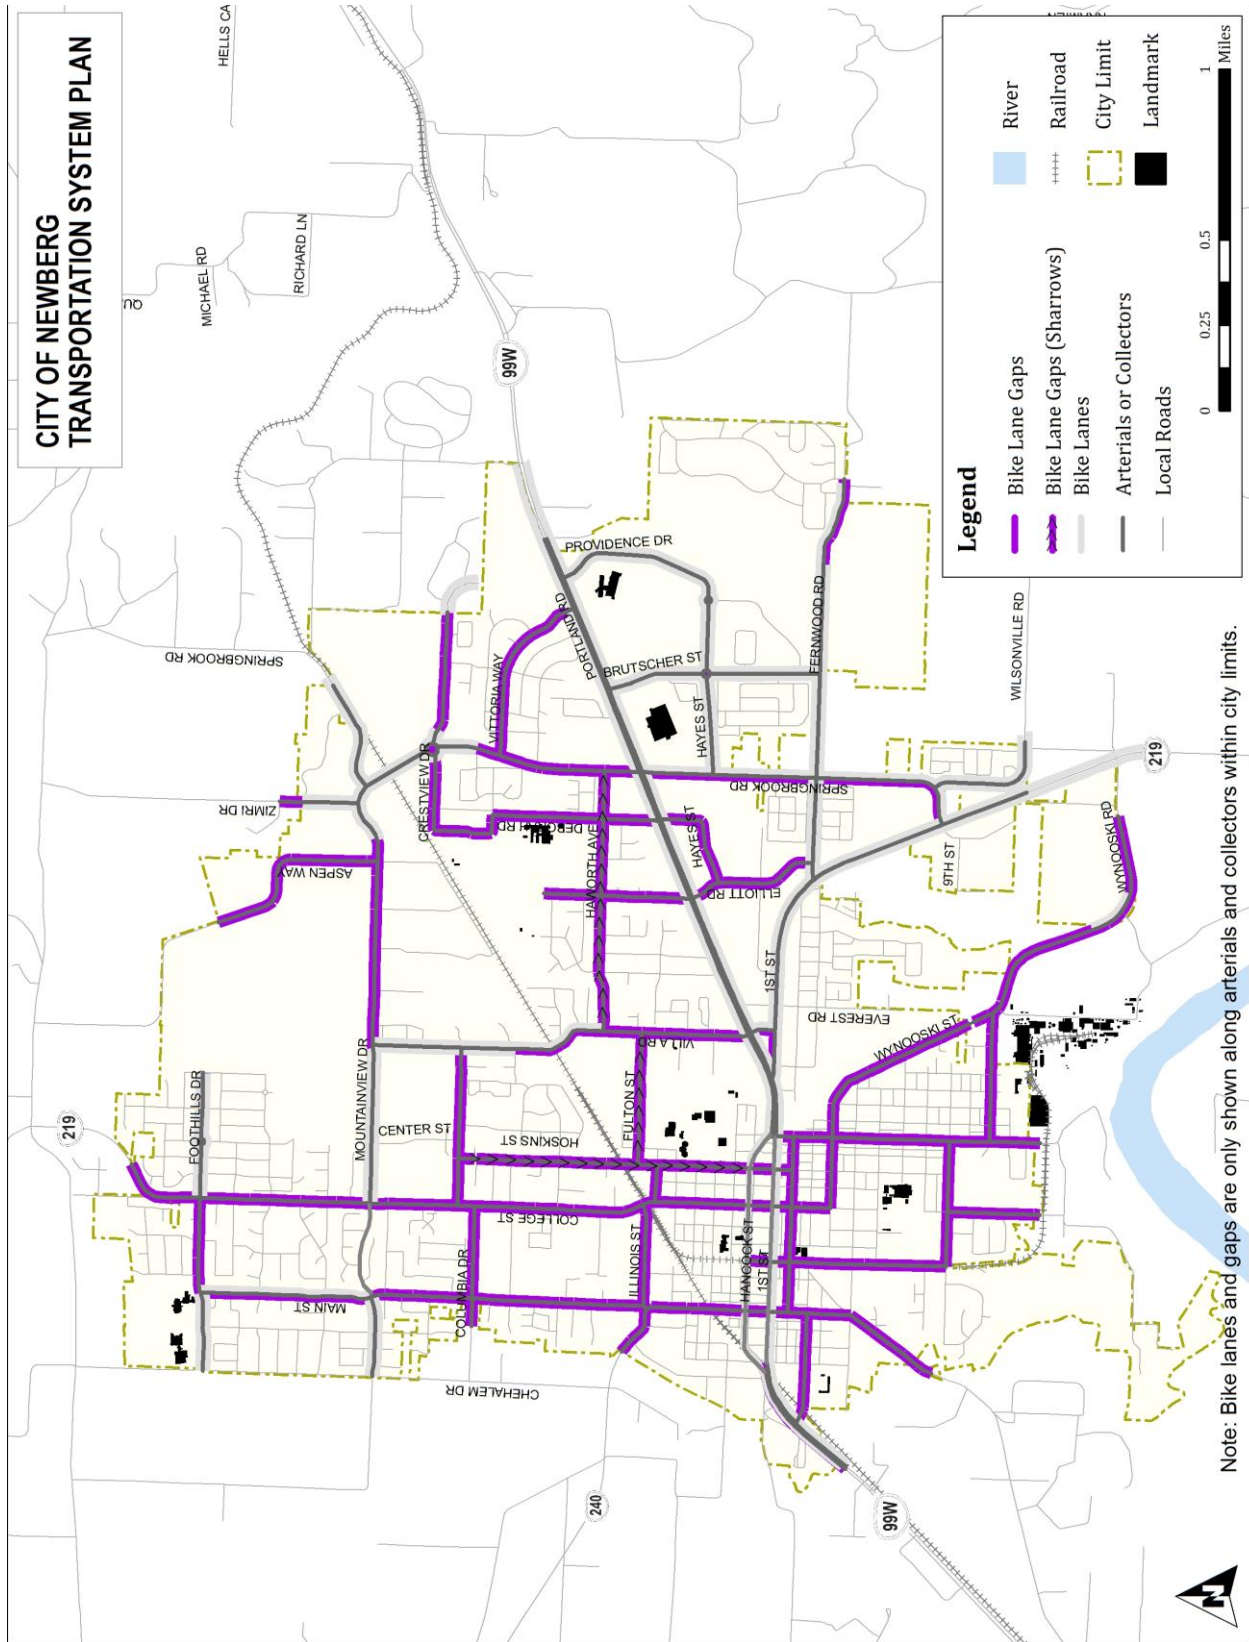 CITY OF NEWBERG
TRANSPORTATION SYSTEM PLAN
HELLS CA
MICHAEL RD
RICHARD LN
SPRINGBROOK RD
99W
219
ZIMRI DR
ASPEN WAY
CRESTVIEW DR
VITTORIA WAY
PORTLAND RD
PROVIDENCE DR
BRUTSCHER ST
HAYES ST
FERNWOOD RD
SPRINGBROOK RD
HAWORTH AVE
HAYES ST
ELLIOTT RD
WILSONVILLE RD
219
9TH ST
WYNOOSKI RD
1ST ST
EVEREST RD
WYNOOSKI ST
VILLA RD
FULTON ST
FOOTHILLS DR
MOUNTAINVIEW DR
CENTER ST
HOSKINS ST
COLLEGE ST
ILLINOIS ST
HANCOCK ST
1ST ST
MAIN ST
COLUMBIA DR
CHEHALEM DR
240
99W
N
Legend
Bike Lane Gaps
Bike Lane Gaps (Sharrows)
Bike Lanes
Arterials or Collectors
Local Roads
River
Railroad
City Limit
Landmark
0 0.25 0.5 1
Miles
Note: Bike lanes and gaps are only shown along arterials and collectors within city limits.